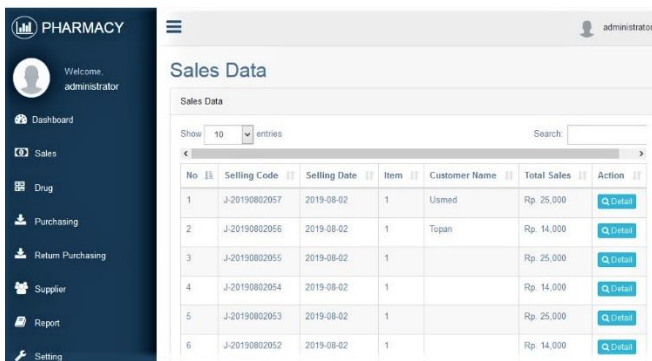 PHARMACY
administrator
Welcome,
administrator
Dashboard
Sales
Drug
Purchasing
Return Purchasing
Supplier
Report
Setting
Sales Data
Sales Data
Show 10 entries Search:
No Selling Code Selling Date Item Customer Name Total Sales Action
1 J-20190802057 2019-08-02 1 Usmed Rp. 25,000 Detail
2 J-20190802056 2019-08-02 1 Topan Rp. 14,000 Detail
3 J-20190802055 2019-08-02 1 Rp. 25,000 Detail
4 J-20190802054 2019-08-02 1 Rp. 14,000 Detail
5 J-20190802053 2019-08-02 1 Rp. 25,000 Detail
6 J-20190802052 2019-08-02 1 Rp. 14,000 Detail